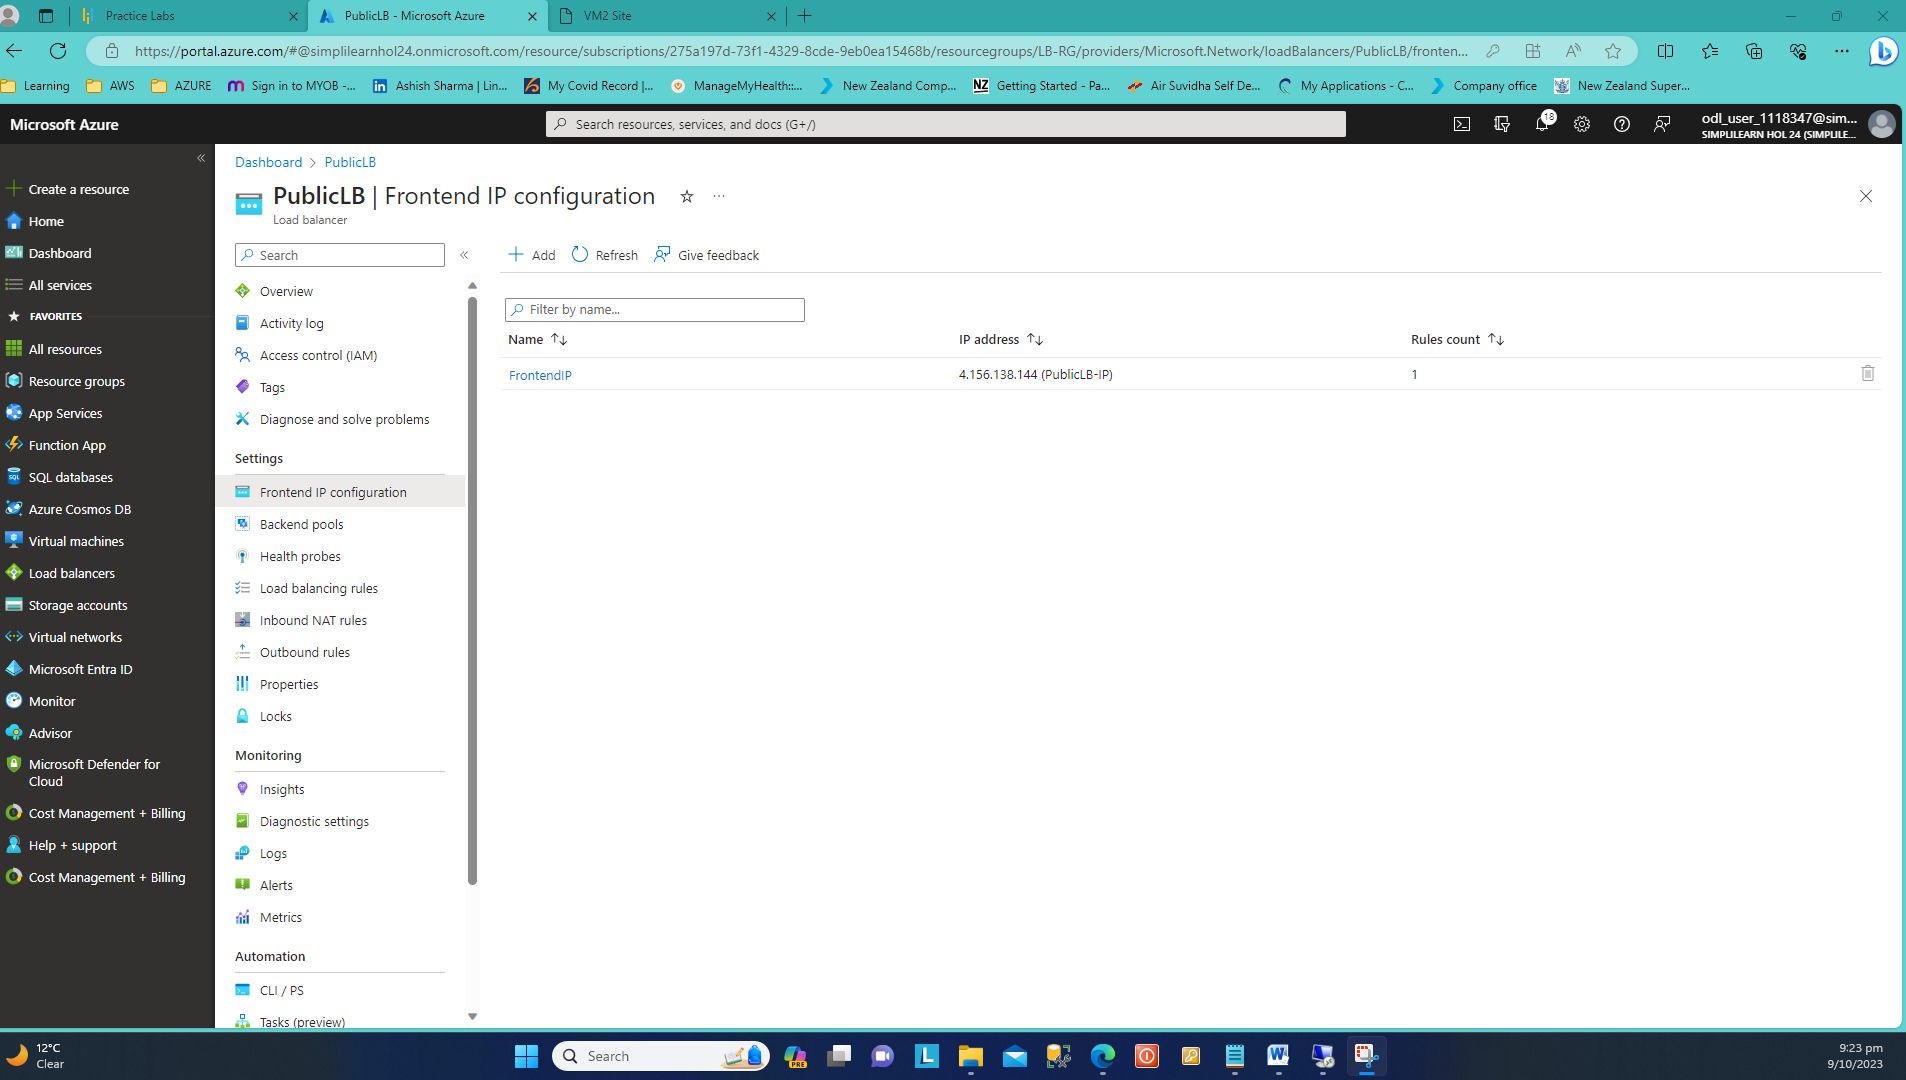 Practice Labs
PublicLB - Microsoft Azure
VM2 Site
https://portal.azure.com/#@simplilearnhol24.onmicrosoft.com/resource/subscriptions/275a197d-73f1-4329-8cde-9eb0ea15468b/resourcegroups/LB-RG/providers/Microsoft.Network/loadBalancers/PublicLB/fronten...
Learning
AWS
AZURE
Sign in to MYOB -...
Ashish Sharma | Lin...
My Covid Record |...
ManageMyHealth::...
New Zealand Comp...
NZ
Getting Started - Pa...
Air Suvidha Self De...
My Applications - C...
Company office
New Zealand Super...
Microsoft Azure
Search resources, services, and docs (G+/)
18
odl_user_1118347@sim...
SIMPLILEARN HOL 24 (SIMPLILE...
Create a resource
Home
Dashboard
All services
FAVORITES
All resources
Resource groups
App Services
Function App
SQL databases
Azure Cosmos DB
Virtual machines
Load balancers
Storage accounts
Virtual networks
Microsoft Entra ID
Monitor
Advisor
Microsoft Defender for
Cloud
Cost Management + Billing
Help + support
Cost Management + Billing
Dashboard > PublicLB
PublicLB | Frontend IP configuration
Load balancer
Search
Overview
Activity log
Access control (IAM)
Tags
Diagnose and solve problems
Settings
Frontend IP configuration
Backend pools
Health probes
Load balancing rules
Inbound NAT rules
Outbound rules
Properties
Locks
Monitoring
Insights
Diagnostic settings
Logs
Alerts
Metrics
Automation
CLI / PS
Tasks (preview)
Add
Refresh
Give feedback
Filter by name...
Name
IP address
Rules count
FrontendIP
4.156.138.144 (PublicLB-IP)
1
12°C
Clear
Search
PRE
9:23 pm
9/10/2023